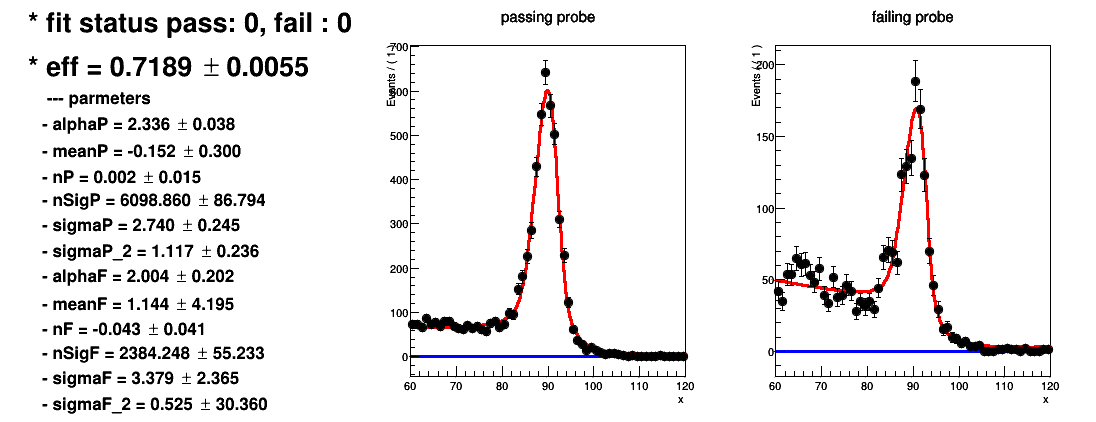 * fit status pass: 0, fail : 0
* eff = 0.7189 ± 0.0055
--- parmeters
- alphaP = 2.336 ± 0.038
- meanP = -0.152 ± 0.300
- nP = 0.002 ± 0.015
- nSigP = 6098.860 ± 86.794
- sigmaP = 2.740 ± 0.245
- sigmaP_2 = 1.117 ± 0.236
- alphaF = 2.004 ± 0.202
- meanF = 1.144 ± 4.195
- nF = -0.043 ± 0.041
- nSigF = 2384.248 ± 55.233
- sigmaF = 3.379 ± 2.365
- sigmaF_2 = 0.525 ± 30.360
passing probe
Events / ( 1 )
700
600
500
400
300
200
100
0
60 70 80 90 100 110 120
x
failing probe
Events / ( 1 )
200
150
100
50
0
60 70 80 90 100 110 120
x